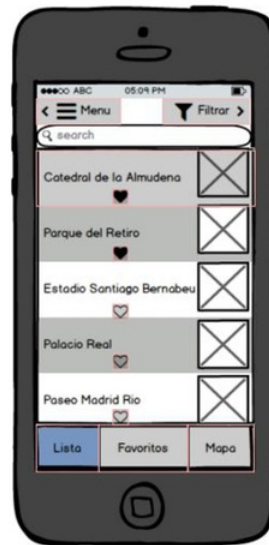 ABC 05:09 PM
< Menu Filtrar >
search
Catedral de la Almudena
Parque del Retiro
Estadio Santiago Bernabeu
Palacio Real
Paseo Madrid Rio
Lista Favoritos Mapa